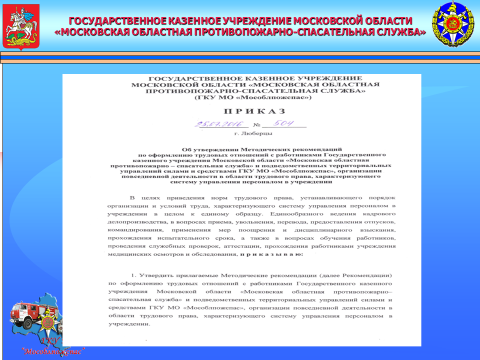 ГОСУДАРСТВЕННОЕ КАЗЕННОЕ УЧРЕЖДЕНИЕ МОСКОВСКОЙ ОБЛАСТИ
«МОСКОВСКАЯ ОБЛАСТНАЯ ПРОТИВОПОЖАРНО-СПАСАТЕЛЬНАЯ СЛУЖБА»
ГОСУДАРСТВЕННОЕ КАЗЕННОЕ УЧРЕЖДЕНИЕ
МОСКОВСКОЙ ОБЛАСТИ «МОСКОВСКАЯ ОБЛАСТНАЯ
ПРОТИВОПОЖАРНО-СПАСАТЕЛЬНАЯ СЛУЖБА»
(ГКУ МО «Мособлпожспас»)
П Р И К А З
№ 504
г. Люберцы
Об утверждении Методических рекомендаций
по оформлению трудовых отношений с работниками Государственного
казенного учреждения Московской области «Московская областная
противопожарно – спасательная служба» и подведомственных территориальных
управлений силами и средствами ГКУ МО «Мособлпожспас», организации
повседневной деятельности в области трудового права, характеризующего
систему управления персоналом в учреждении
В целях приведения норм трудового права, устанавливающего порядок
организации и условий труда, характеризующего систему управления персоналом в
учреждении в целом к единому образцу. Единообразного ведения кадрового
делопроизводства, в вопросах приема, увольнения, перевода, предоставления отпусков,
командирования, применения мер поощрения и дисциплинарного взыскания,
прохождения испытательного срока, а также в вопросах обучения работников,
проведения служебных проверок, аттестации, прохождения работниками учреждения
медицинских осмотров и обследования. п р и к а з ы в а ю:
1. Утвердить прилагаемые Методические рекомендации (далее Рекомендации)
по оформлению трудовых отношений с работниками Государственного казенного
учреждения Московской области «Московская областная противопожарно-
спасательная служба» и подведомственных территориальных управлений силами и
средствами ГКУ МО «Мособлпожспас», организации повседневной деятельности в
области трудового права, характеризующего систему управления персоналом в
учреждении.